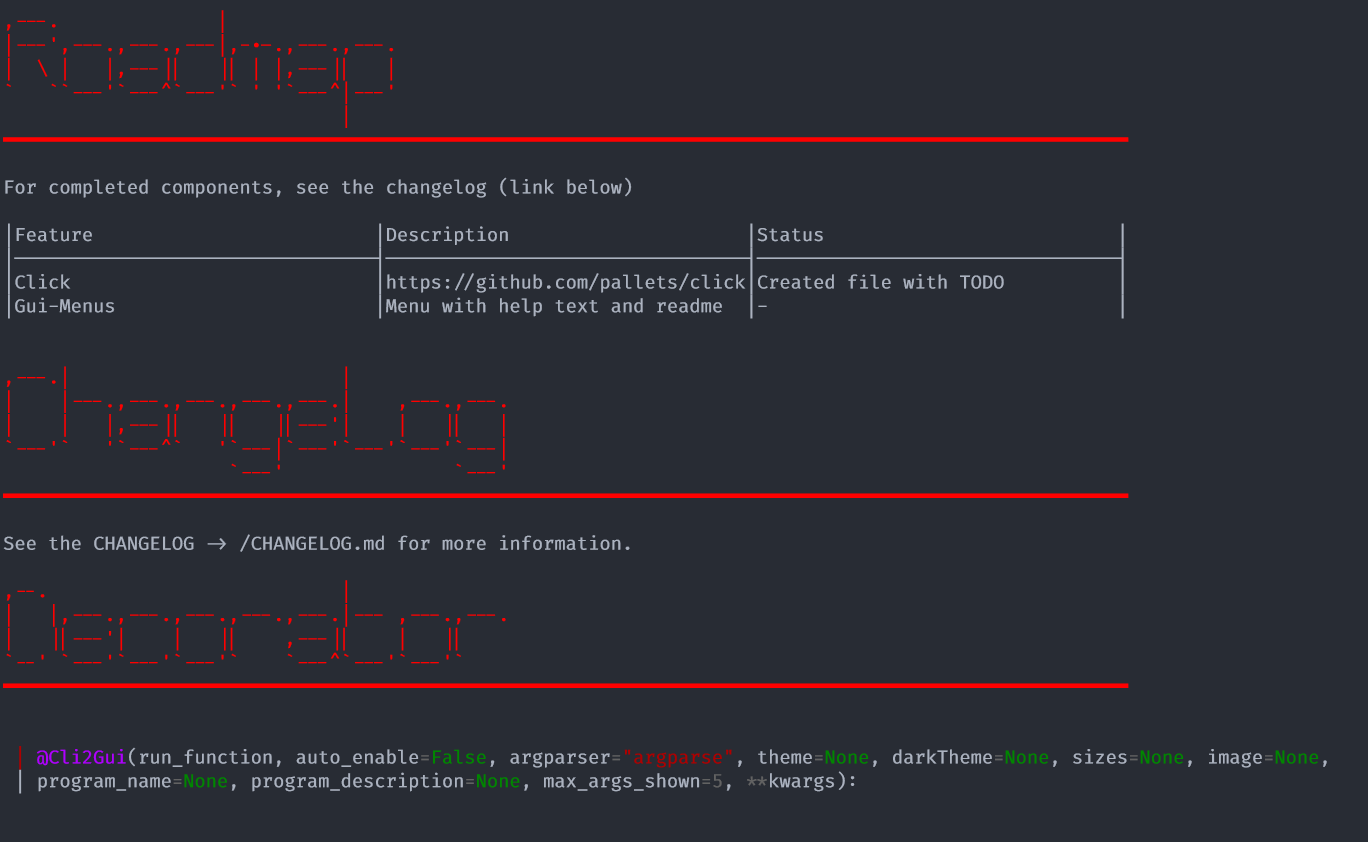 Roadmap
For completed components, see the changelog (link below)
Feature Description Status
Click https://github.com/pallets/click Created file with TODO
Gui-Menus Menu with help text and readme -
Changelog
See the CHANGELOG → /CHANGELOG.md for more information.
Decorator
@Cli2Gui(run_function, auto_enable=False, argparser="argparse", theme=None, darkTheme=None, sizes=None, image=None,
program_name=None, program_description=None, max_args_shown=5, **kwargs):